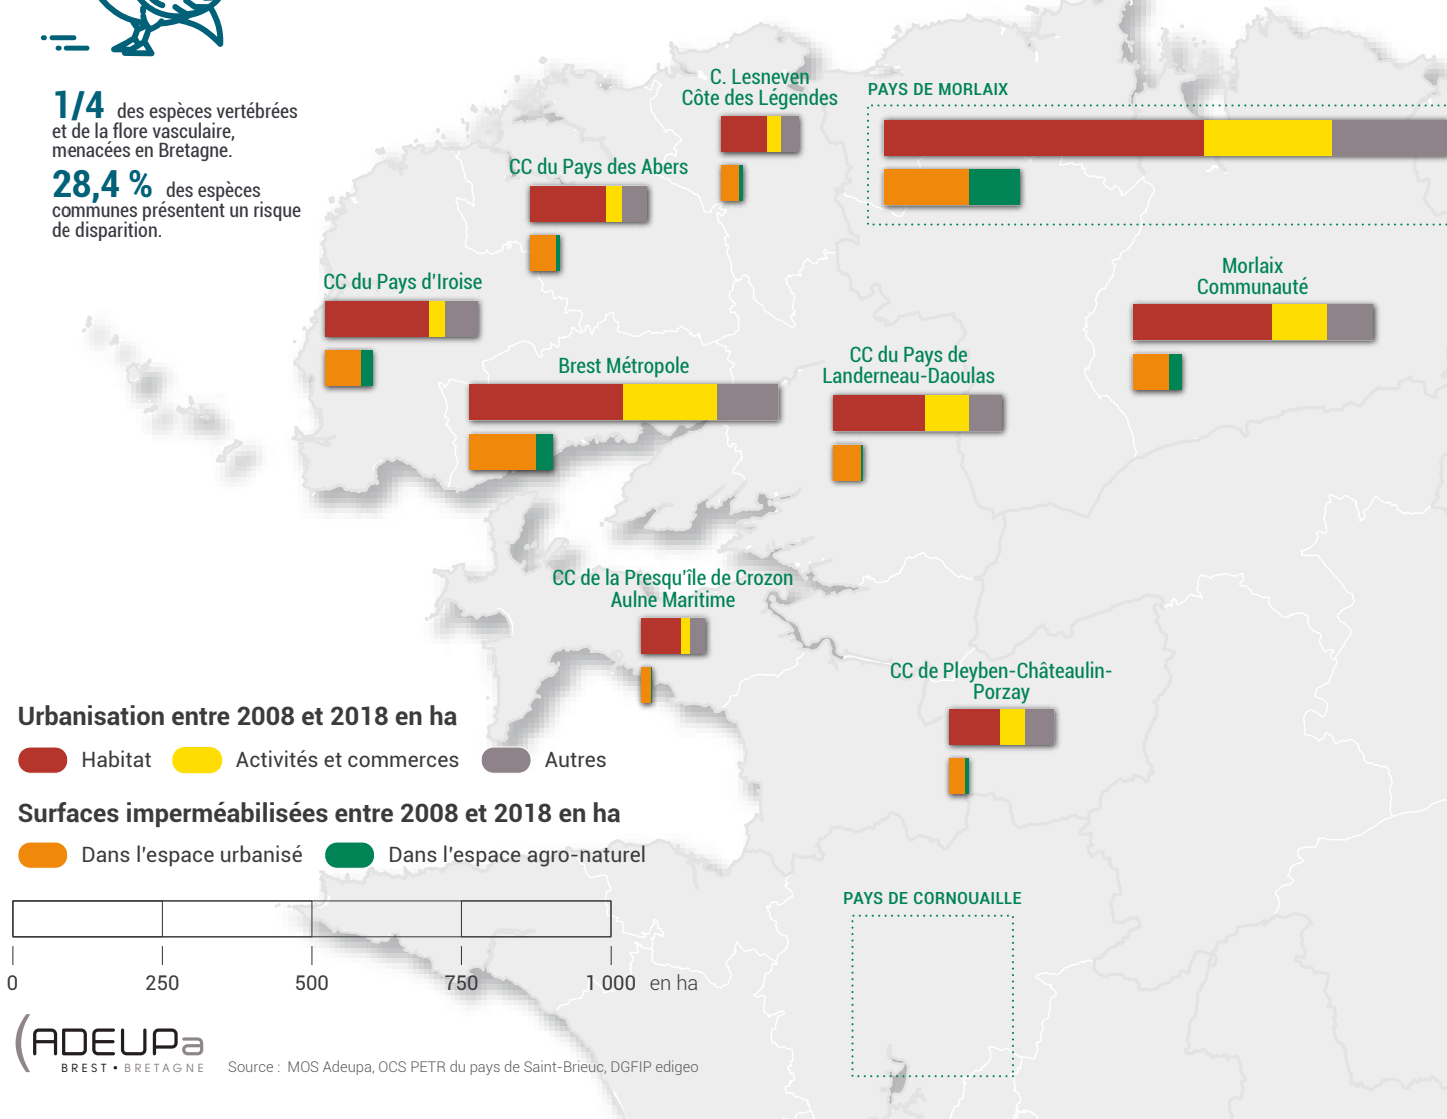 1/4 des espèces vertébrées
et de la flore vasculaire,
menacées en Bretagne.
28,4 % des espèces
communes présentent un risque
de disparition.
C. Lesneven
Côte des Légendes
PAYS DE MORLAIX
CC du Pays des Abers
CC du Pays d'Iroise
Morlaix
Communauté
Brest Métropole
CC du Pays de
Landerneau-Daoulas
CC de la Presqu'île de Crozon
Aulne Maritime
CC de Pleyben-Châteaulin-
Porzay
Urbanisation entre 2008 et 2018 en ha
Habitat Activités et commerces Autres
Surfaces imperméabilisées entre 2008 et 2018 en ha
Dans l'espace urbanisé Dans l'espace agro-naturel
PAYS DE CORNOUAILLE
0 250 500 750 1 000 en ha
ADEUPa
BREST • BRETAGNE
Source : MOS Adeupa, OCS PETR du pays de Saint-Brieuc, DGFIP edigeo